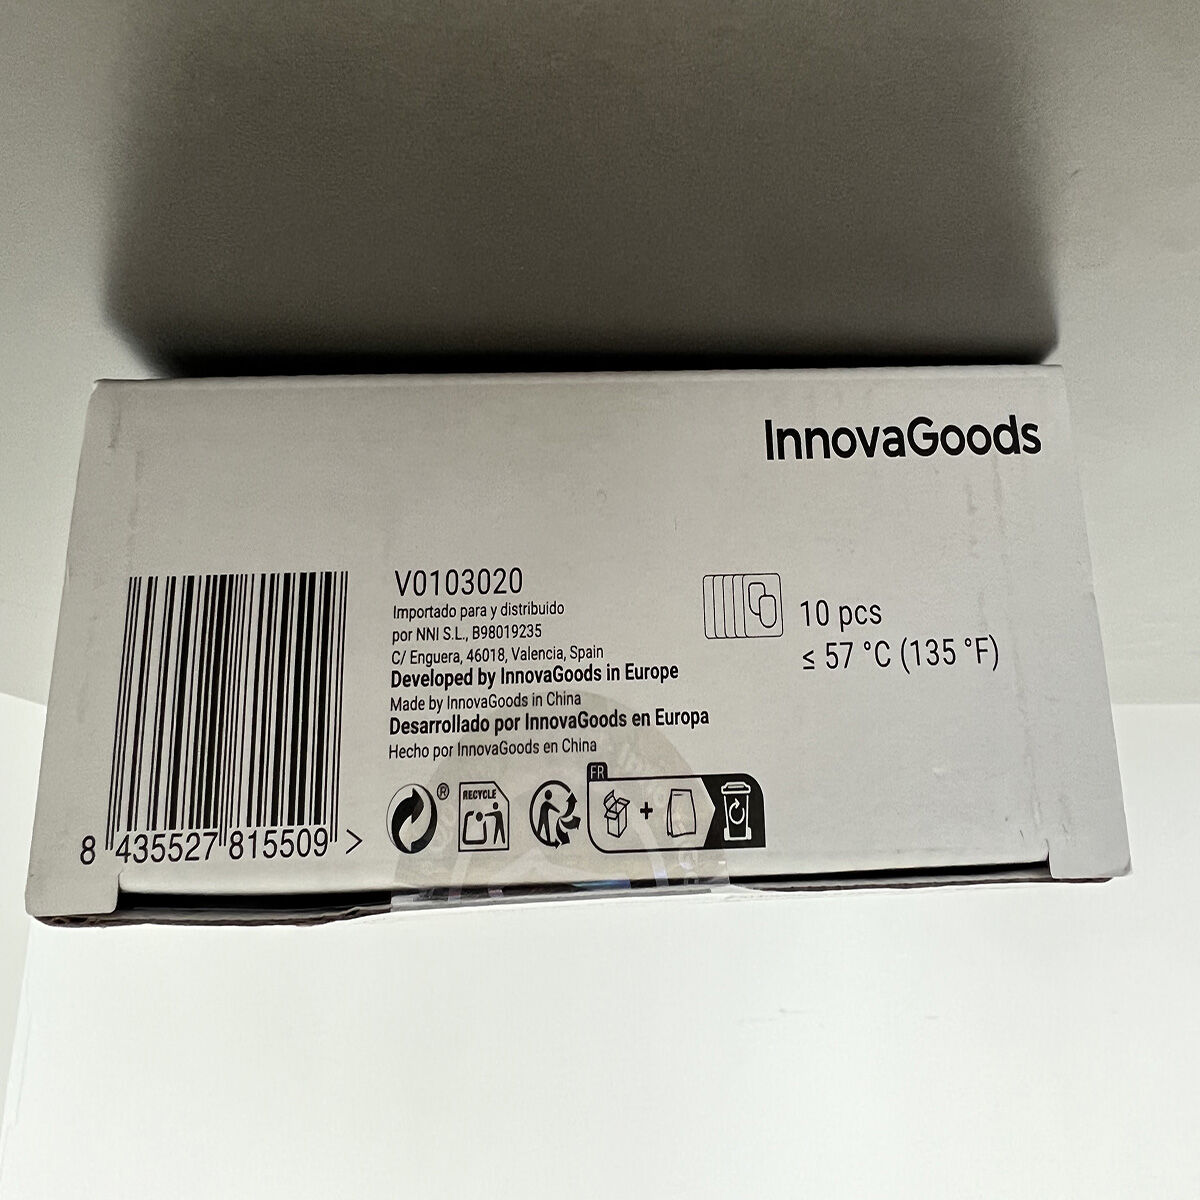 InnovaGoods
V0103020
Importado para y distribuido
por NNI S.L., B98019235
C/ Enguera, 46018, Valencia, Spain
Developed by InnovaGoods in Europe
Made by InnovaGoods in China
Desarrollado por InnovaGoods en Europa
Hecho por InnovaGoods en China
10 pcs
≤ 57 °C (135 °F)
®
RECYCLE
FR
+
8 435527 815509 >